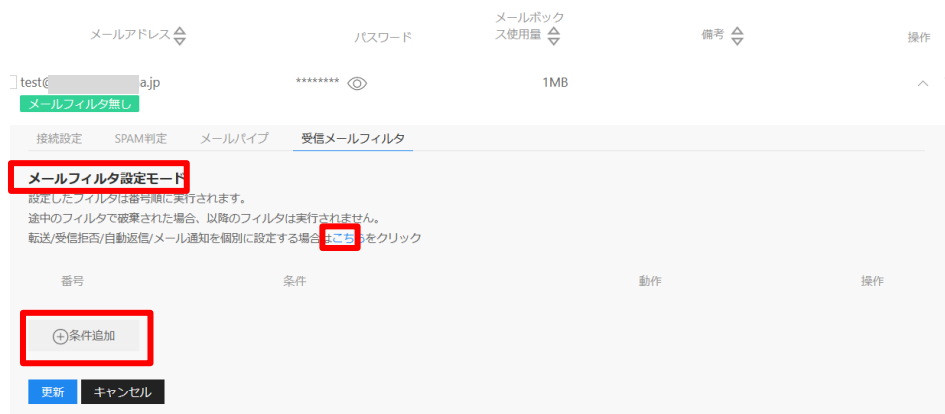 メールアドレス
パスワード
メールボック
ス使用量
備考
操作
test@ a.jp
********
1MB
メールフィルタ無し
接続設定
SPAM判定
メールパイプ
受信メールフィルタ
メールフィルタ設定モード
設定したフィルタは番号順に実行されます。
途中のフィルタで破棄された場合、以降のフィルタは実行されません。
転送/受信拒否/自動返信/メール通知を個別に設定する場合はこちらをクリック
番号
条件
動作
操作
条件追加
更新
キャンセル